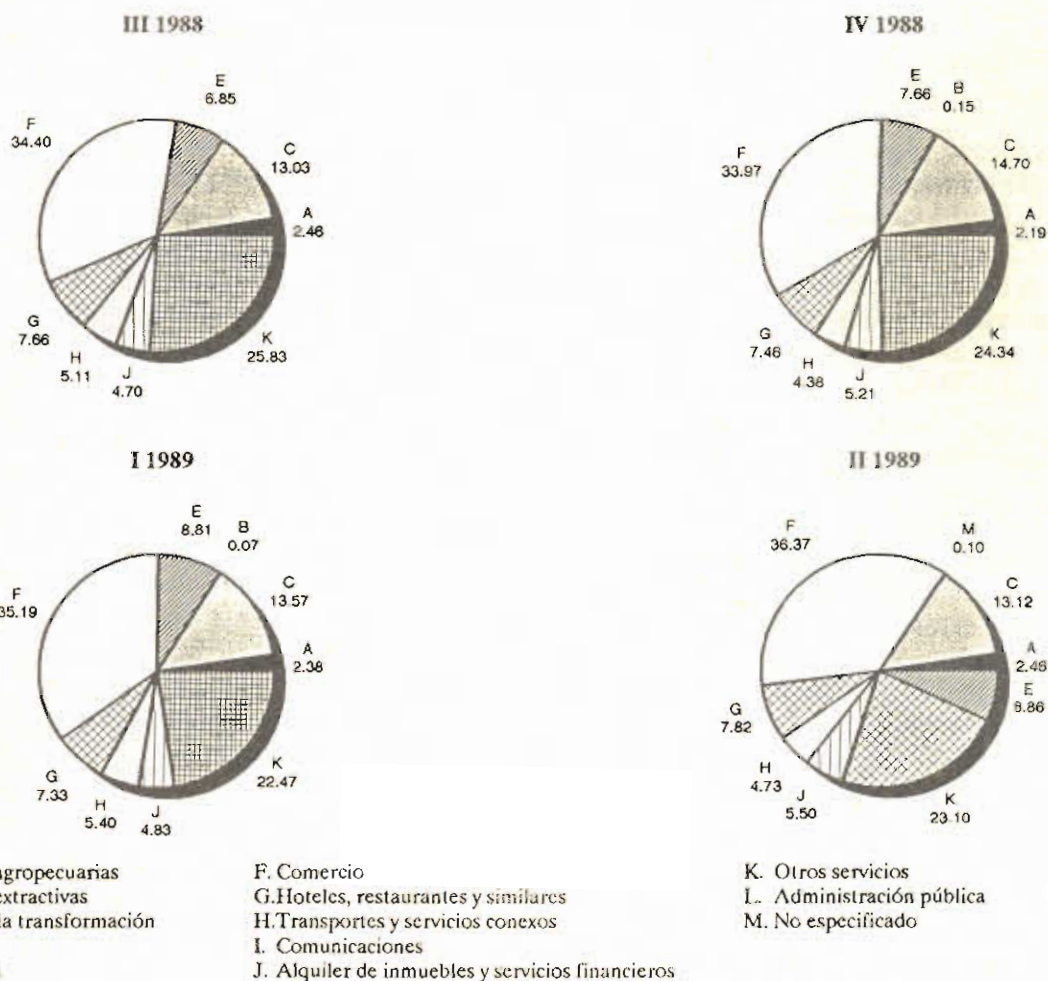 III 1988
E
6.85
F
34.40
C
13.03
A
2.46
K
25.83
J
4.70
H
5.11
G
7.66
IV 1988
E
7.66
B
0.15
F
33.97
C
14.70
A
2.19
K
24.34
J
5.21
H
4.38
G
7.46
I 1989
E
8.81
B
0.07
F
35.19
C
13.57
A
2.38
K
22.47
J
4.83
H
5.40
G
7.33
II 1989
F
36.37
M
0.10
C
13.12
A
2.46
E
6.86
K
23.10
J
5.50
H
4.73
G
7.82
agropecuarias
extractivas
la transformación
F. Comercio
G.Hoteles, restaurantes y similares
H.Transportes y servicios conexos
I. Comunicaciones
J. Alquiler de inmuebles y servicios financieros
K. Otros servicios
L. Administración pública
M. No especificado